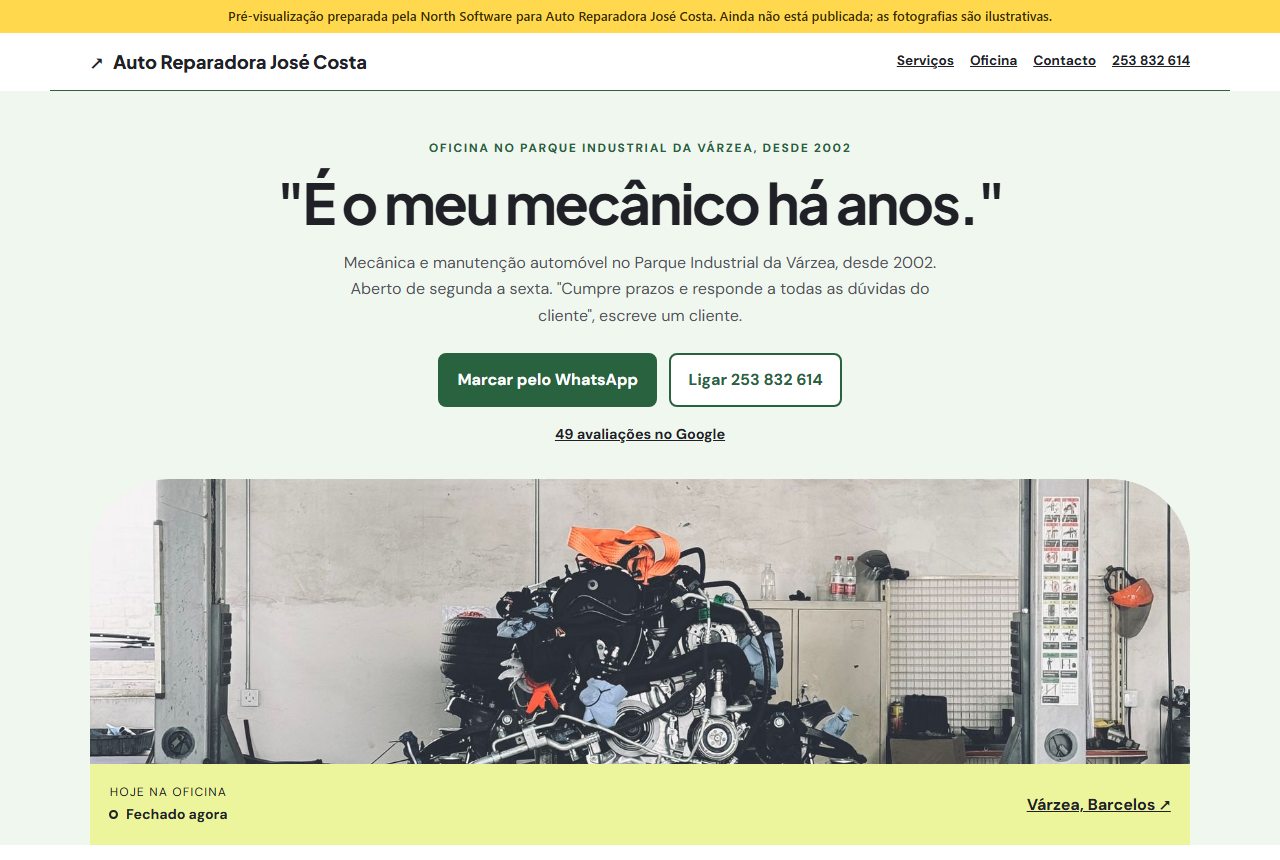 Pré-visualização preparada pela North Software para Auto Reparadora José Costa. Ainda não está publicada; as fotografias são ilustrativas.
↗ Auto Reparadora José Costa
Serviços Oficina Contacto 253 832 614
OFICINA NO PARQUE INDUSTRIAL DA VÁRZEA, DESDE 2002
"É o meu mecânico há anos."
Mecânica e manutenção automóvel no Parque Industrial da Várzea, desde 2002.
Aberto de segunda a sexta. "Cumpre prazos e responde a todas as dúvidas do
cliente", escreve um cliente.
Marcar pelo WhatsApp
Ligar 253 832 614
49 avaliações no Google
HOJE NA OFICINA
Fechado agora
Várzea, Barcelos ↗